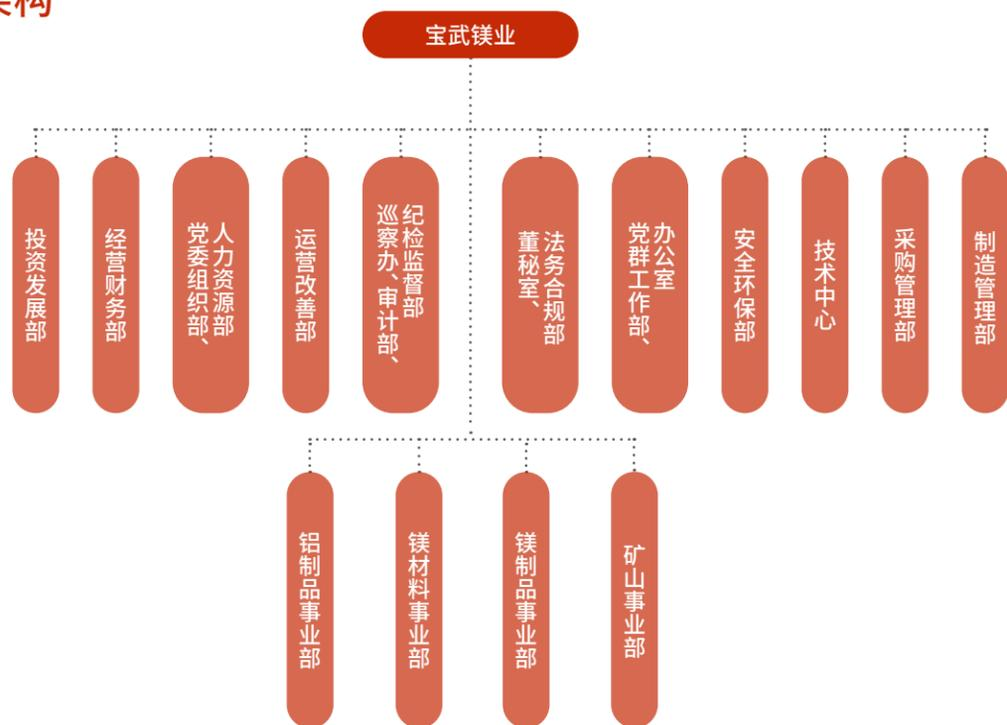 架构
宝武镁业
投资发展部
经营财务部
党委组织部、
人力资源部
运营改善部
巡察办、审计部、
纪检监督部
董秘室、
法务合规部
党群工作部、
办公室
安全环保部
技术中心
采购管理部
制造管理部
铝制品事业部
镁材料事业部
镁制品事业部
矿山事业部